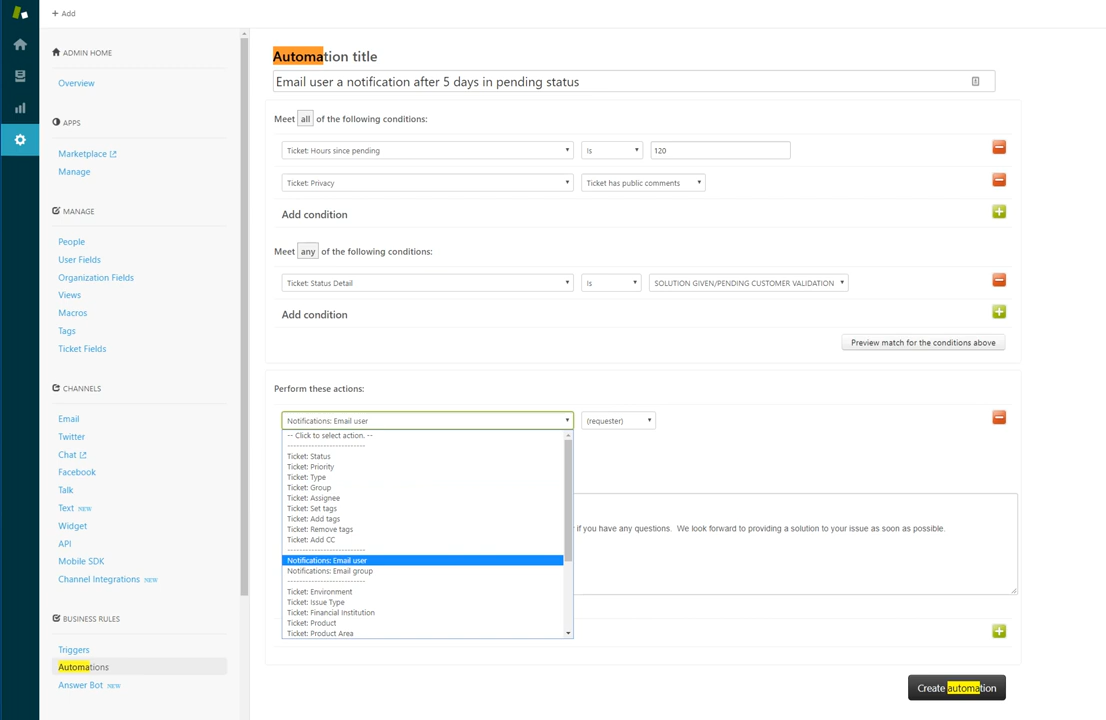 + Add
ADMIN HOME
Overview
APPS
Marketplace
Manage
MANAGE
People
User Fields
Organization Fields
Views
Macros
Tags
Ticket Fields
CHANNELS
Email
Twitter
Chat
Facebook
Talk
Text NEW
Widget
API
Mobile SDK
Channel Integrations NEW
BUSINESS RULES
Triggers
Automations
Answer Bot NEW
Automation title
Email user a notification after 5 days in pending status
Meet all of the following conditions:
Ticket: Hours since pending Is 120
Ticket: Privacy Ticket has public comments
Add condition
Meet any of the following conditions:
Ticket: Status Detail Is SOLUTION GIVEN/PENDING CUSTOMER VALIDATION
Add condition
Preview match for the conditions above
Perform these actions:
Notifications: Email user (requester)
-- Click to select action. --
---------------------------
Ticket: Status
Ticket: Priority
Ticket: Type
Ticket: Group
Ticket: Assignee
Ticket: Set tags
Ticket: Add tags
Ticket: Remove tags
Ticket: Add CC
---------------------------
Notifications: Email user
Notifications: Email group
---------------------------
Ticket: Environment
Ticket: Issue Type
Ticket: Financial Institution
Ticket: Product
Ticket: Product Area
if you have any questions. We look forward to providing a solution to your issue as soon as possible.
Create automation